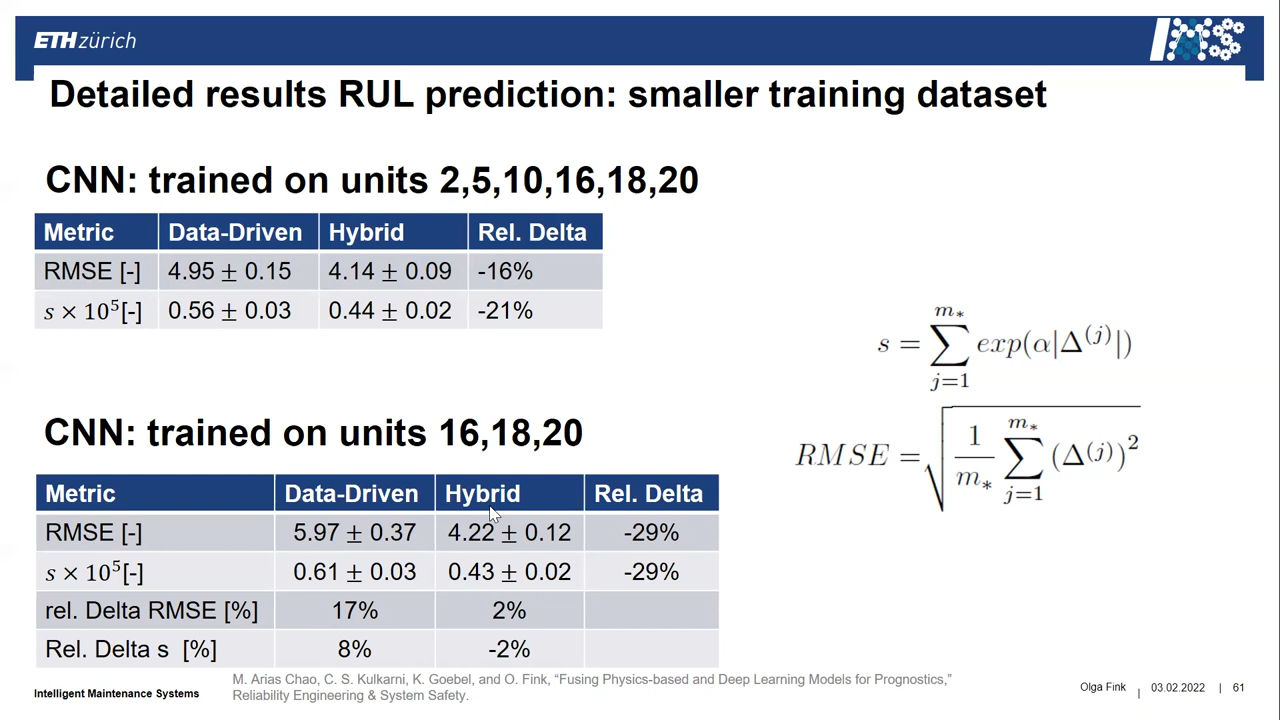 ETH zürich
IMS
Detailed results RUL prediction: smaller training dataset
CNN: trained on units 2,5,10,16,18,20
Metric Data-Driven Hybrid Rel. Delta
RMSE [-] 4.95 ± 0.15 4.14 ± 0.09 -16%
s × 10⁵[-] 0.56 ± 0.03 0.44 ± 0.02 -21%
s = ∑_{j=1}^{m_*} exp(α|Δ^{(j)}|)
RMSE = √(1/m_* ∑_{j=1}^{m_*} (Δ^{(j)})²)
CNN: trained on units 16,18,20
Metric Data-Driven Hybrid Rel. Delta
RMSE [-] 5.97 ± 0.37 4.22 ± 0.12 -29%
s × 10⁵[-] 0.61 ± 0.03 0.43 ± 0.02 -29%
rel. Delta RMSE [%] 17% 2%
Rel. Delta s [%] 8% -2%
M. Arias Chao, C. S. Kulkarni, K. Goebel, and O. Fink, “Fusing Physics-based and Deep Learning Models for Prognostics,”
Reliability Engineering & System Safety.
Intelligent Maintenance Systems
Olga Fink | 03.02.2022 | 61